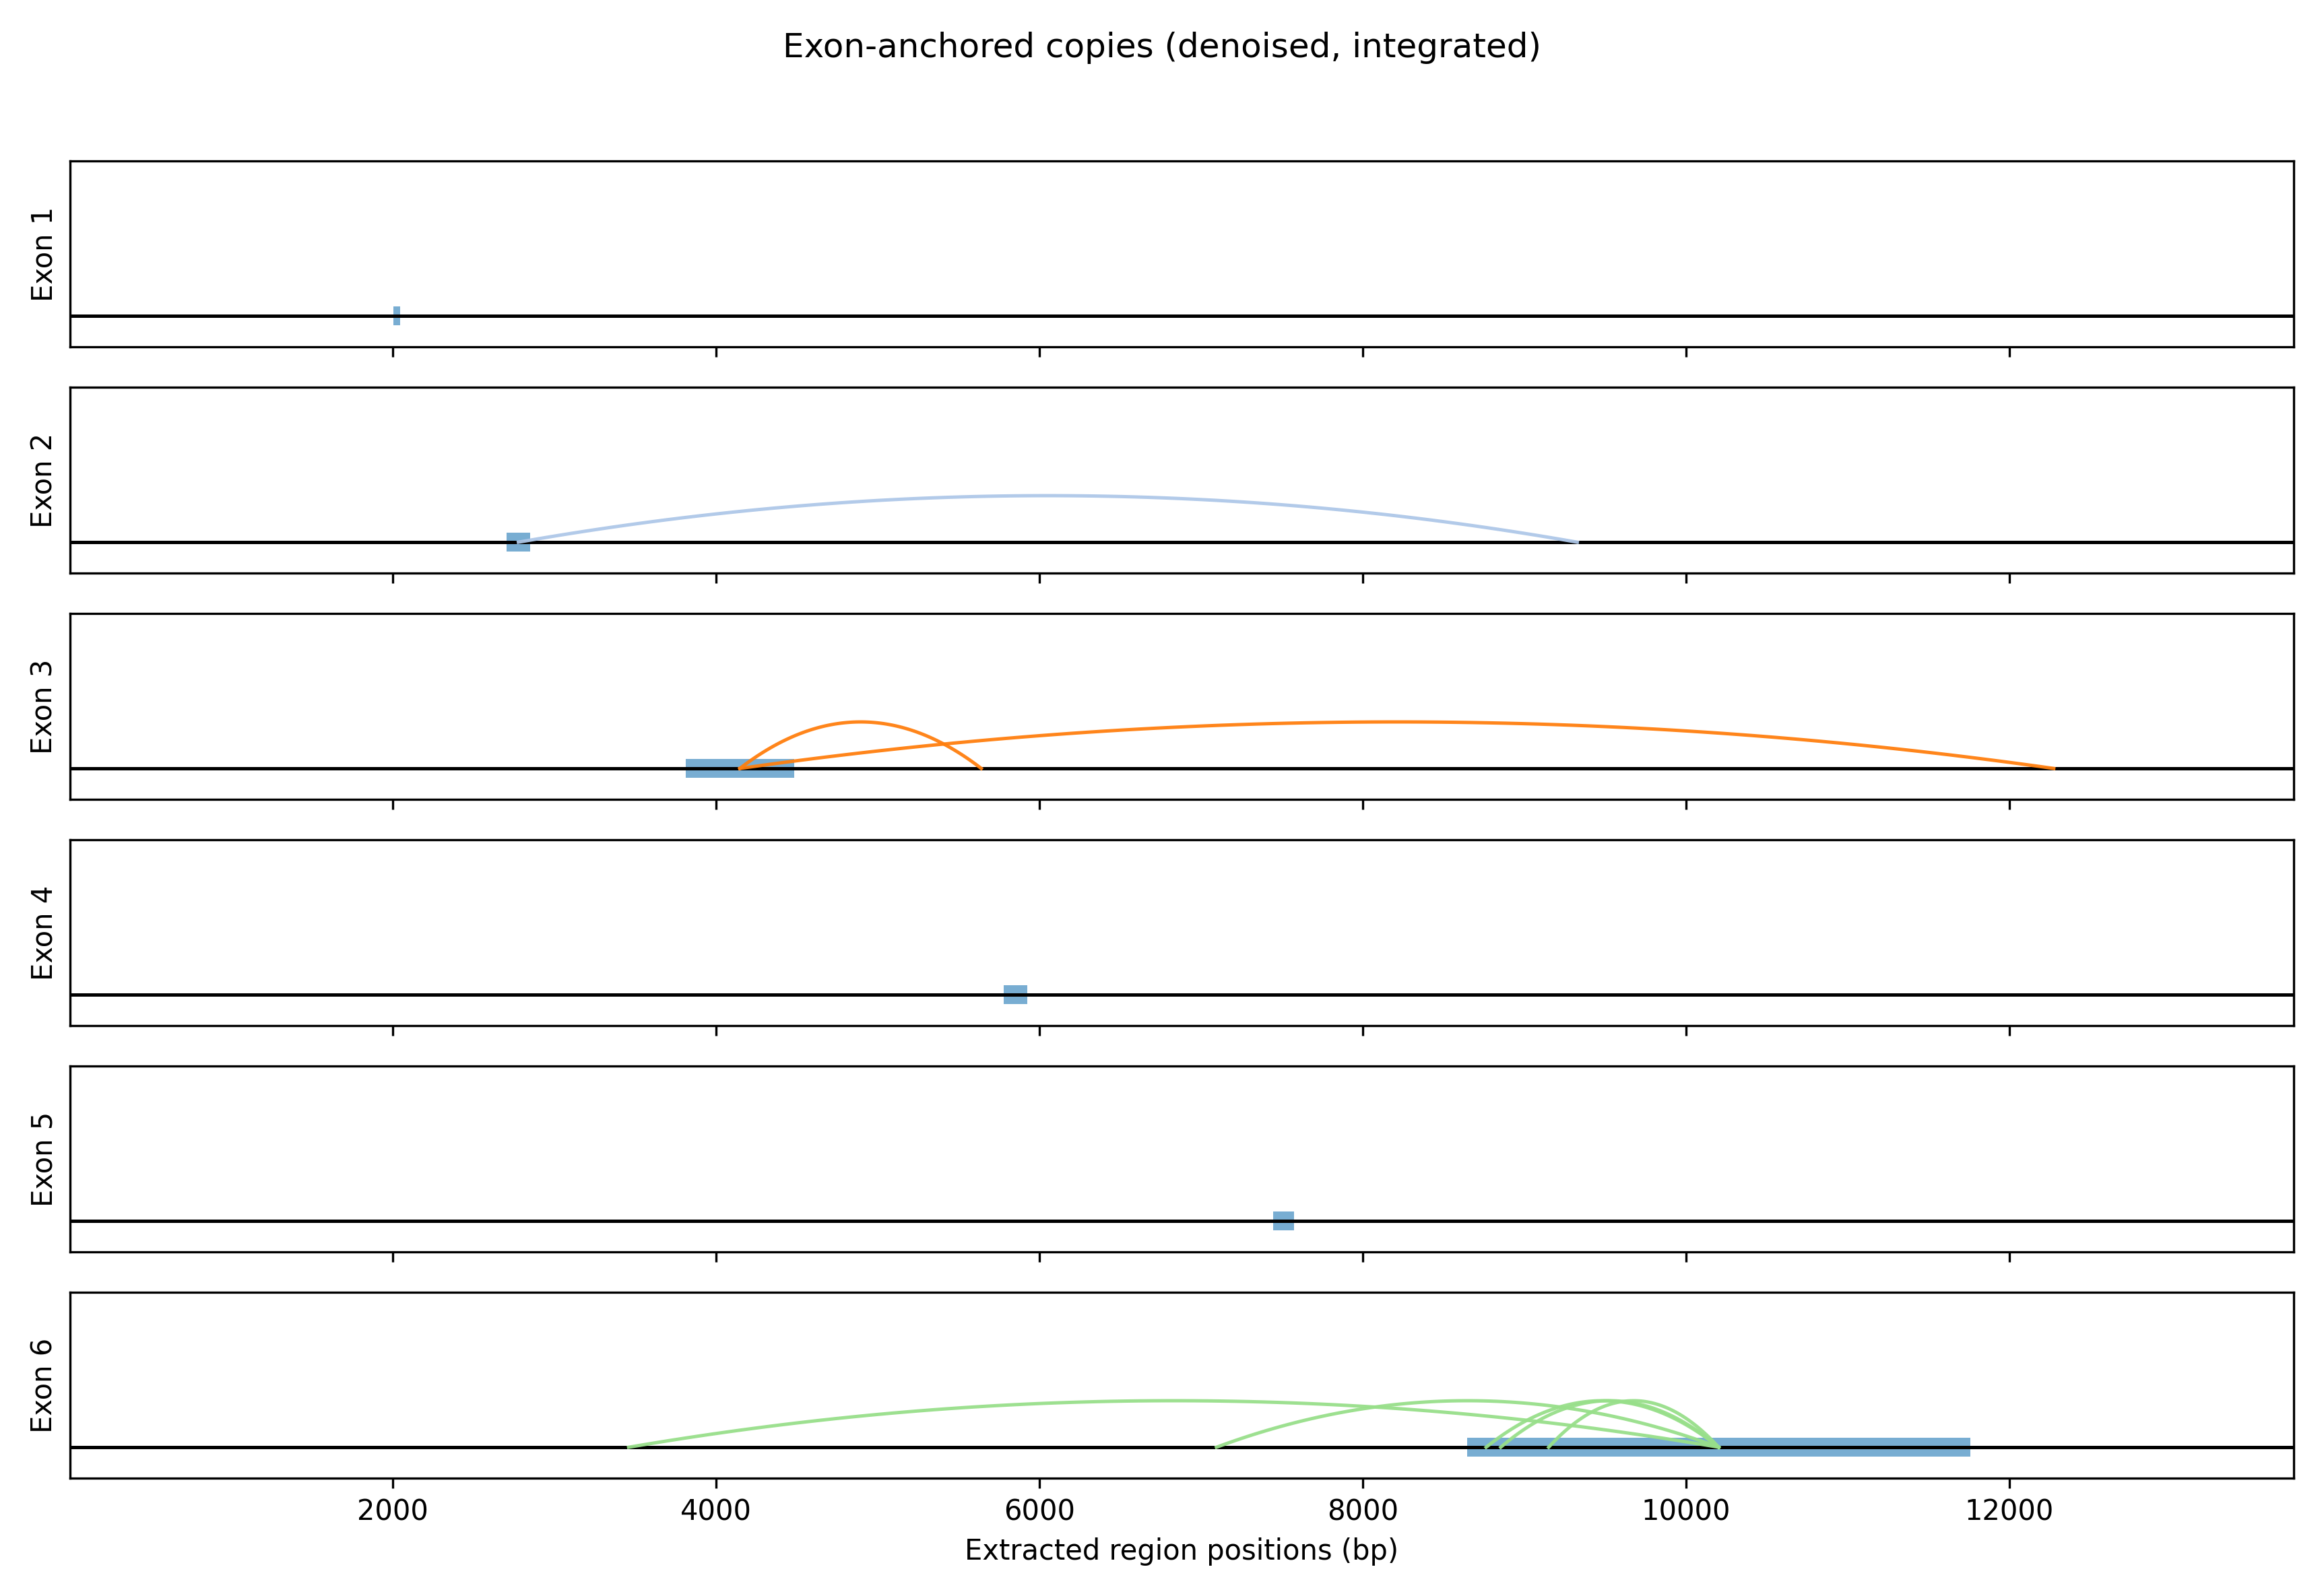 Exon-anchored copies (denoised, integrated)
Exon 1
Exon 2
Exon 3
Exon 4
Exon 5
Exon 6
2000 4000 6000 8000 10000 12000
Extracted region positions (bp)